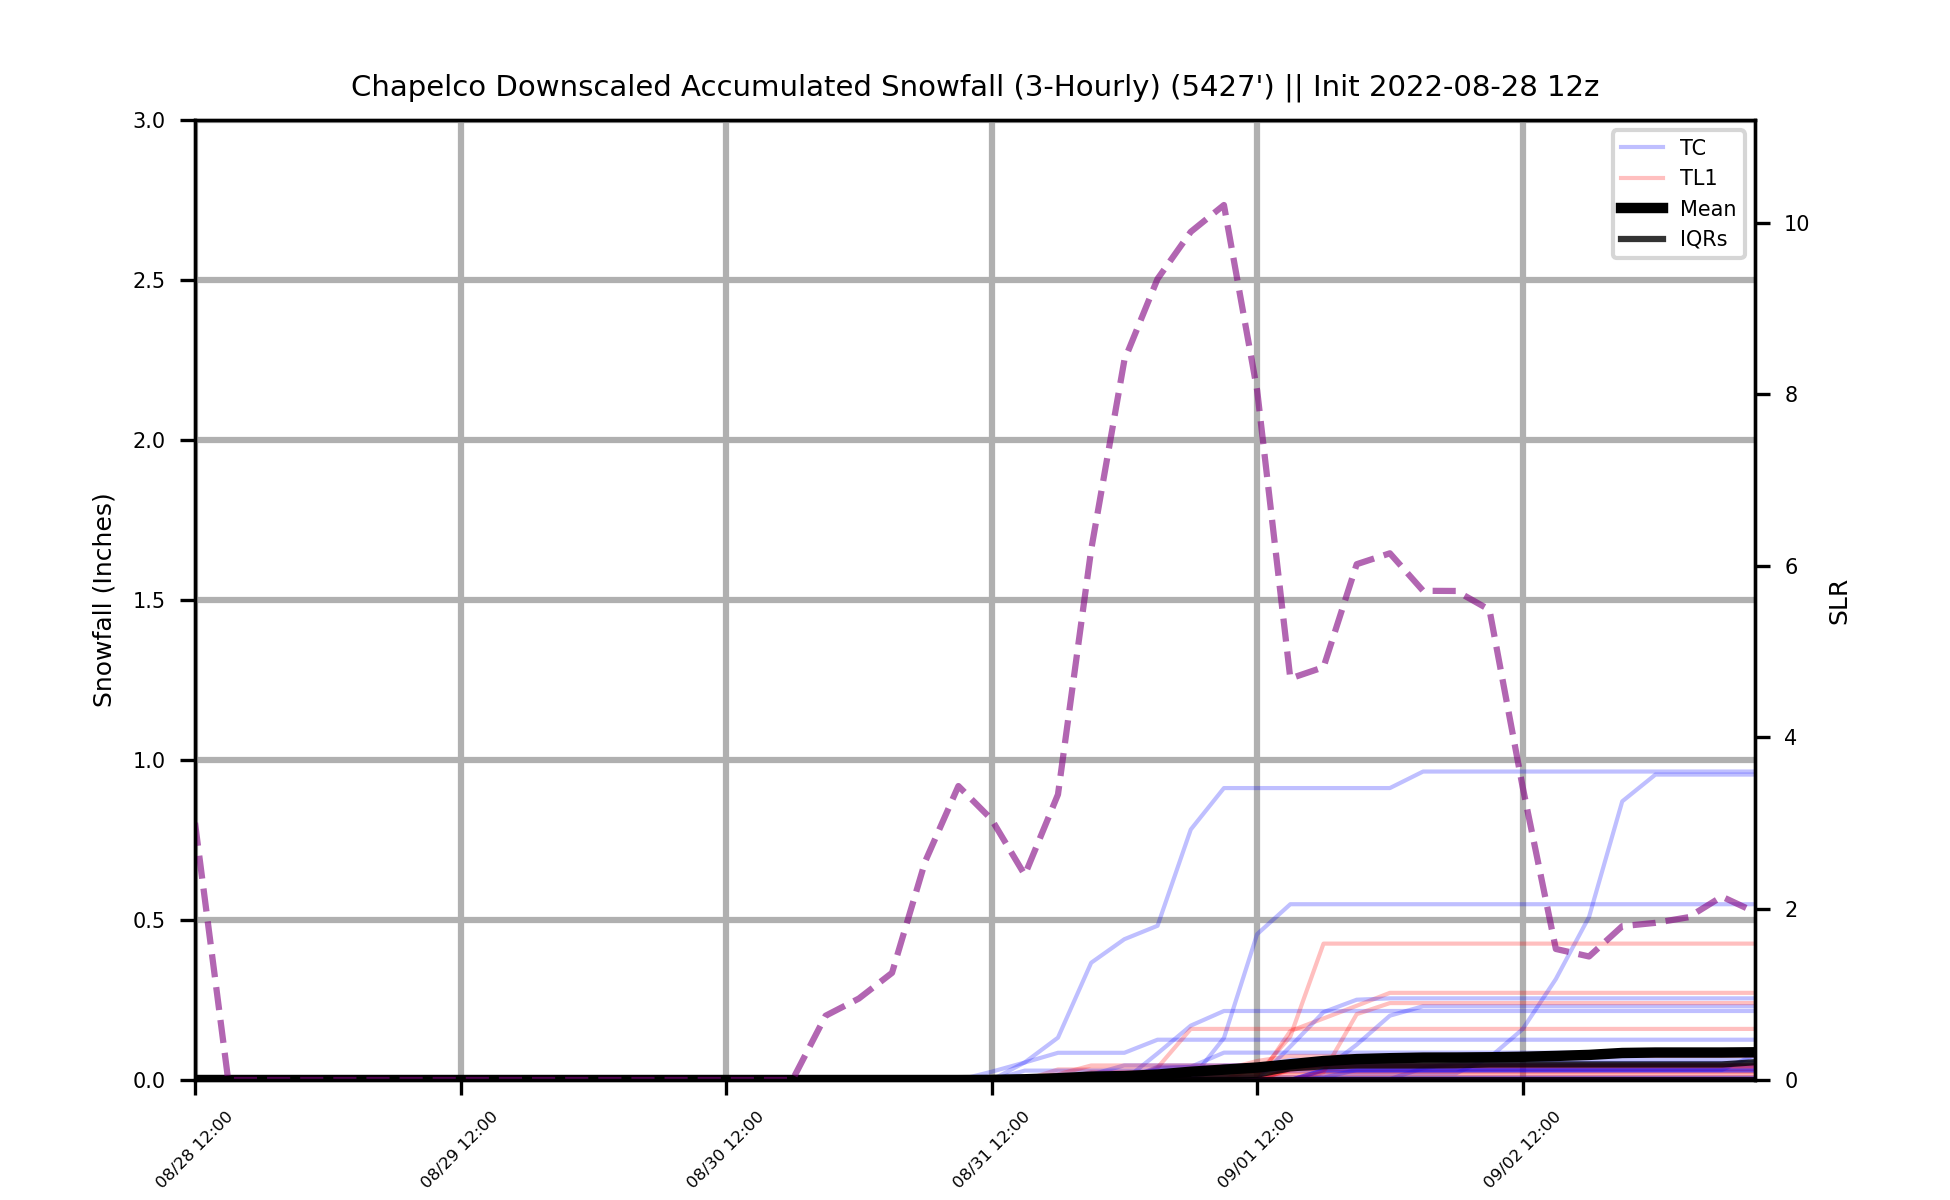 Chapelco Downscaled Accumulated Snowfall (3-Hourly) (5427') || Init 2022-08-28 12z
TC
TL1
Mean
IQRs
Snowfall (Inches)
3.0
2.5
2.0
1.5
1.0
0.5
0.0
10
8
6
4
2
0
SLR
08/28 12:00
08/29 12:00
08/30 12:00
08/31 12:00
09/01 12:00
09/02 12:00